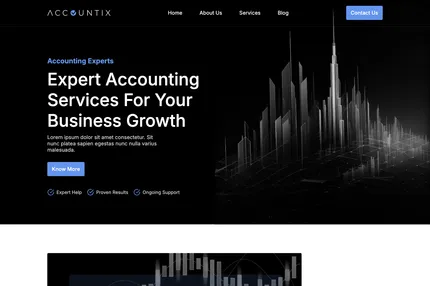 ACCOUNTIX
Home
About Us
Services
Blog
Contact Us
Accounting Experts
Expert Accounting
Services For Your
Business Growth
Lorem ipsum dolor sit amet consectetur. Sit
nunc platea sapien egestas nunc nulla varius
malesuada.
Know More
Expert Help
Proven Results
Ongoing Support